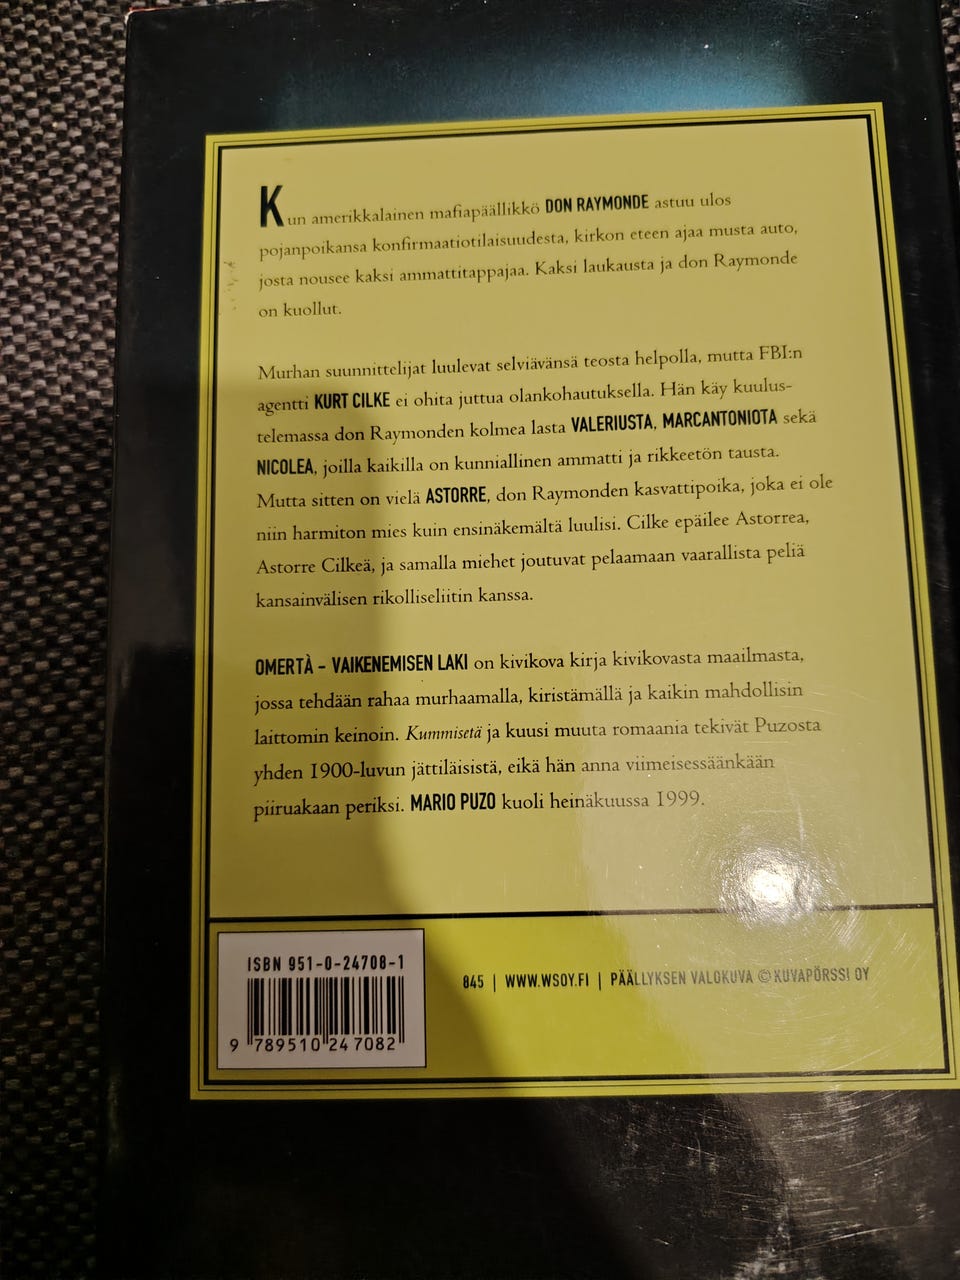 Kun amerikkalainen mafiapäällikkö DON RAYMONDE astuu ulos
pojanpoikansa konfirmaatiotilaisuudesta, kirkon eteen ajaa musta auto,
josta nousee kaksi ammattitappajaa. Kaksi laukausta ja don Raymonde
on kuollut.
Murhan suunnittelijat luulevat selviävänsä teosta helpolla, mutta FBI:n
agentti KURT CILKE ei ohita juttua olankohautuksella. Hän käy kuulus-
telemassa don Raymonden kolmea lasta VALERIUSTA, MARCANTONIOTA sekä
NICOLEA, joilla kaikilla on kunniallinen ammatti ja rikkeetön tausta.
Mutta sitten on vielä ASTORRE, don Raymonden kasvattipoika, joka ei ole
niin harmiton mies kuin ensinäkemältä luulisi. Cilke epäilee Astorrea,
Astorre Cilkeä, ja samalla miehet joutuvat pelaamaan vaarallista peliä
kansainvälisen rikolliseliitin kanssa.
OMERTÀ – VAIKENEMISEN LAKI on kivikova kirja kivikovasta maailmasta,
jossa tehdään rahaa murhaamalla, kiristämällä ja kaikin mahdollisin
laittomin keinoin. Kummisetä ja kuusi muuta romaania tekivät Puzosta
yhden 1900-luvun jättiläisistä, eikä hän anna viimeisessäänkään
piiruakaan periksi. MARIO PUZO kuoli heinäkuussa 1999.
ISBN 951-0-24708-1
9 789510 247082
845 | WWW.WSOY.FI | PÄÄLLYKSEN VALOKUVA © KUVAPÖRSSI OY